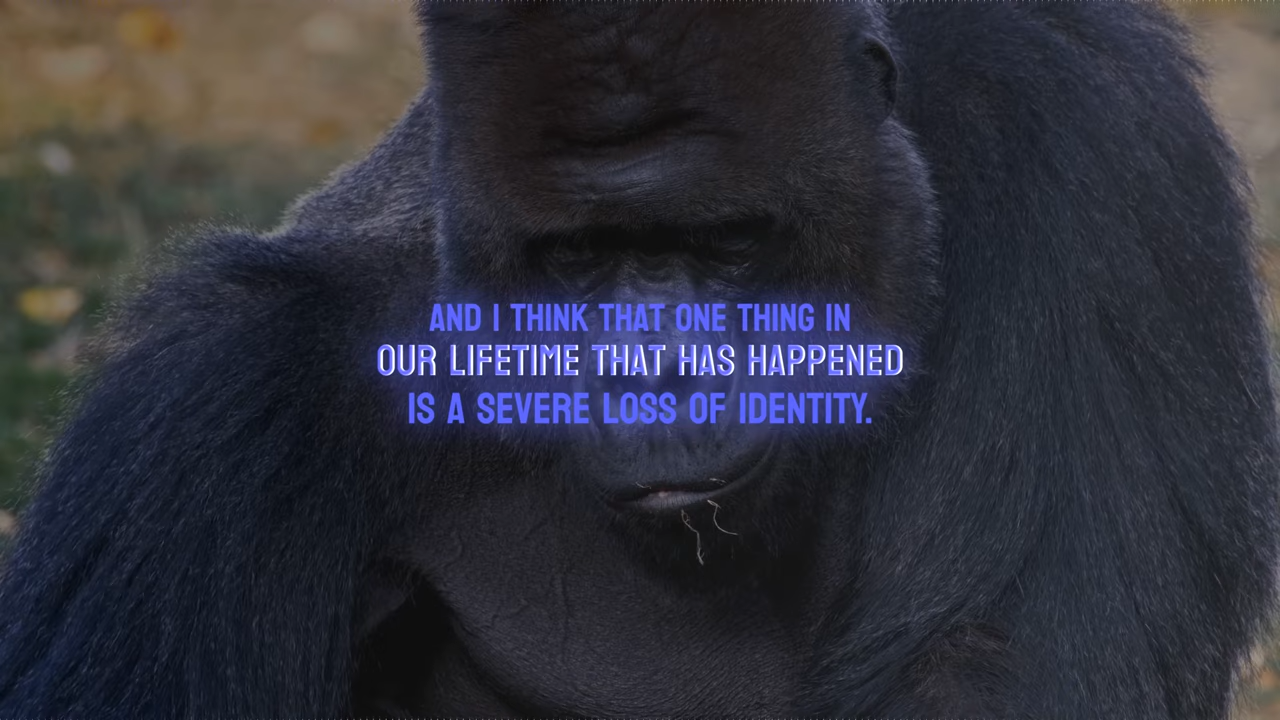 AND I THINK THAT ONE THING IN
OUR LIFETIME THAT HAS HAPPENED
IS A SEVERE LOSS OF IDENTITY.